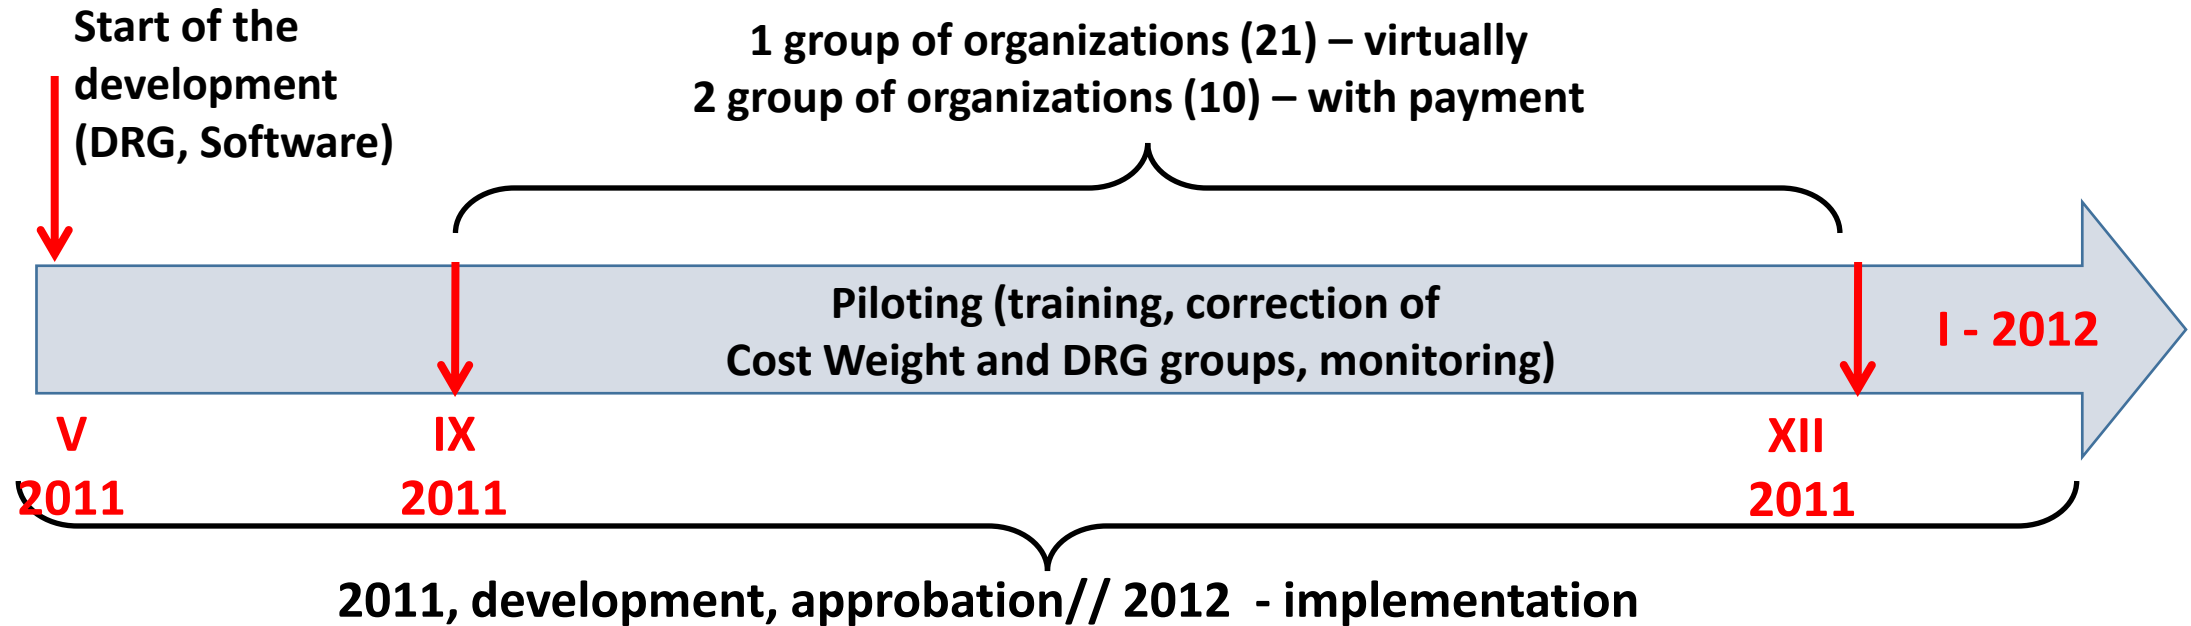 Start of the
development
(DRG, Software)
1 group of organizations (21) – virtually
2 group of organizations (10) – with payment
Piloting (training, correction of
Cost Weight and DRG groups, monitoring)
I - 2012
V
2011
IX
2011
XII
2011
2011, development, approbation// 2012  - implementation